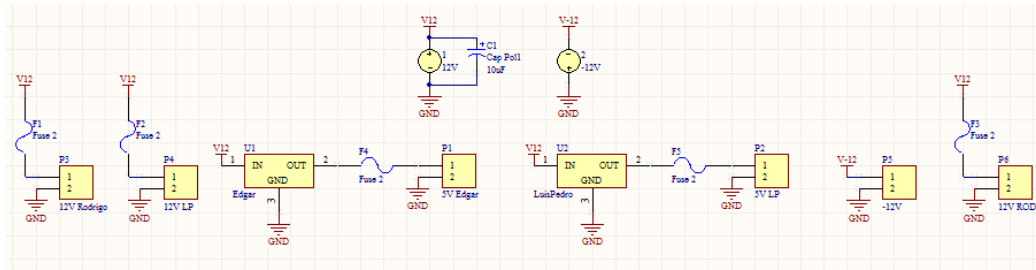 V12
V-12
1
12V
C1
Cap Pol1
10uF
2
-12V
GND
GND
V12
F1
Fuse 2
P3
1
2
GND
12V Rodrigo
V12
F2
Fuse 2
P4
1
2
GND
12V LP
V12
1
U1
IN OUT
GND
2
3
Edgar
GND
F4
Fuse 2
P1
1
2
GND
5V Edgar
V12
1
U2
IN OUT
GND
2
3
LuisPedro
GND
F5
Fuse 2
P2
1
2
GND
5V LP
V-12
P5
1
2
GND
-12V
V12
F3
Fuse 2
P6
1
2
GND
12V ROD